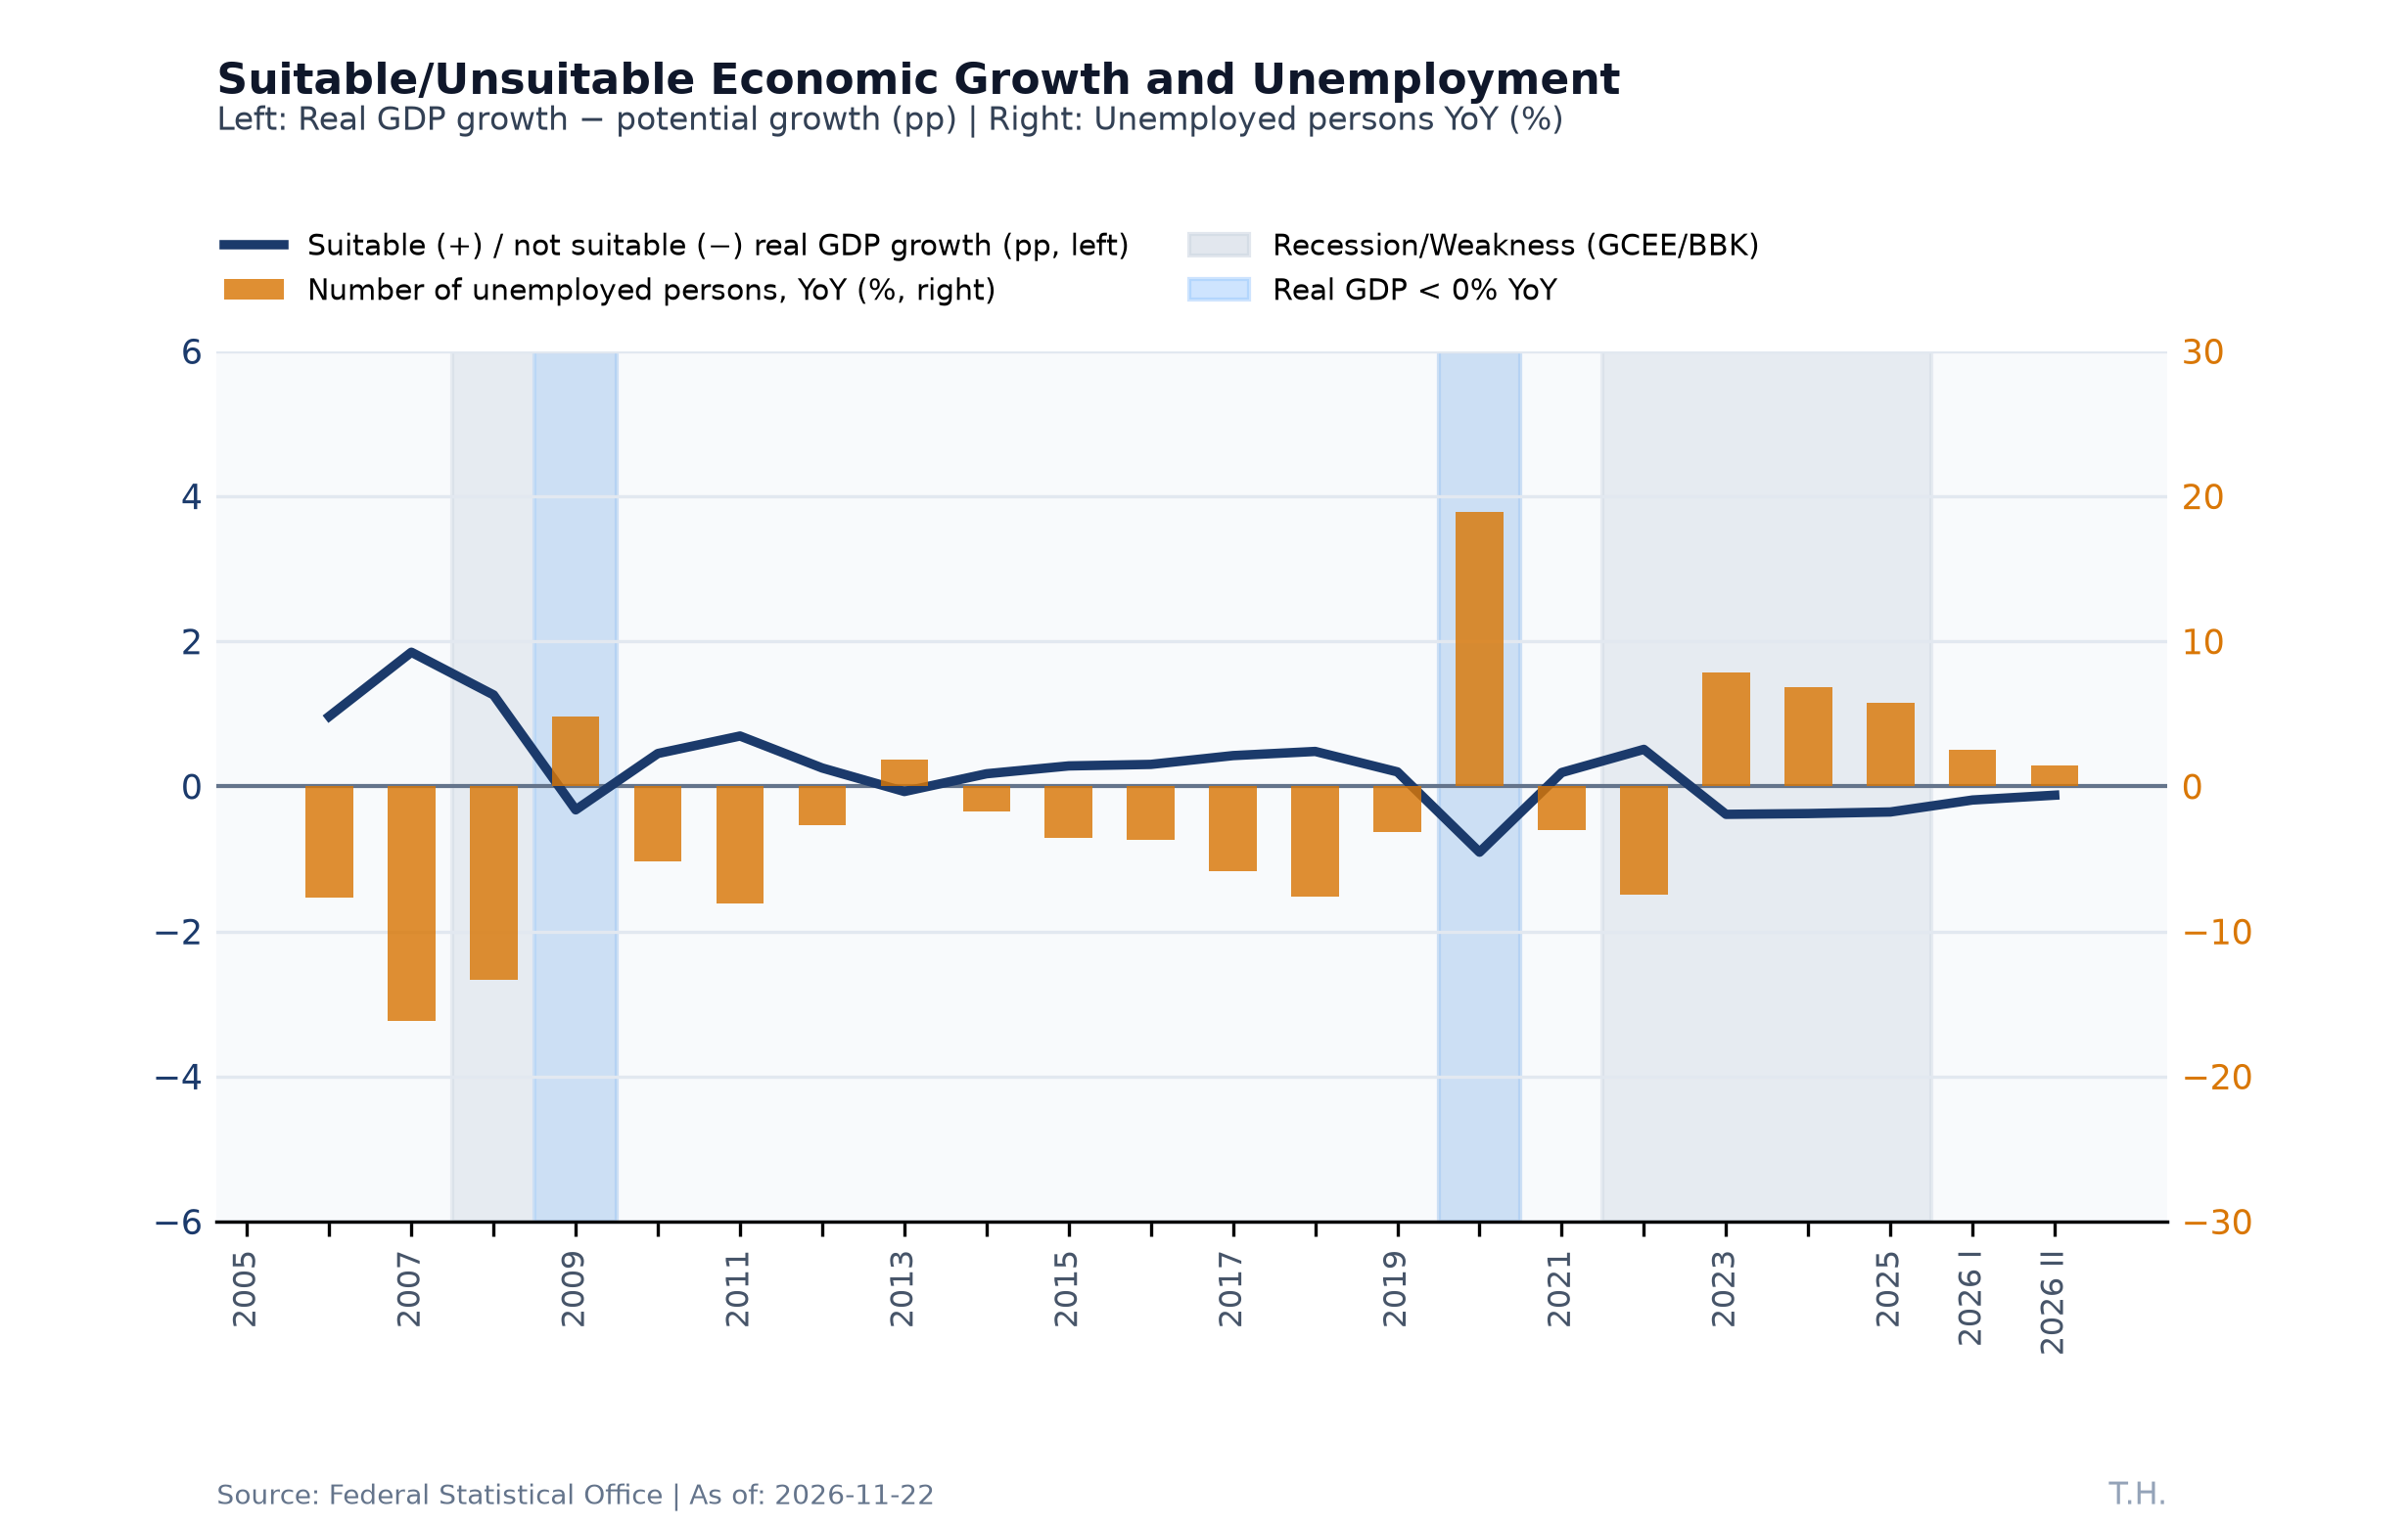 Suitable/Unsuitable Economic Growth and Unemployment
Left: Real GDP growth − potential growth (pp) | Right: Unemployed persons YoY (%)
Suitable (+) / not suitable (−) real GDP growth (pp, left)
Number of unemployed persons, YoY (%, right)
Recession/Weakness (GCEE/BBK)
Real GDP < 0% YoY
6
4
2
0
−2
−4
−6
30
20
10
0
−10
−20
−30
2005
2007
2009
2011
2013
2015
2017
2019
2021
2023
2025
2026 I
2026 II
Source: Federal Statistical Office | As of: 2026-11-22
T.H.